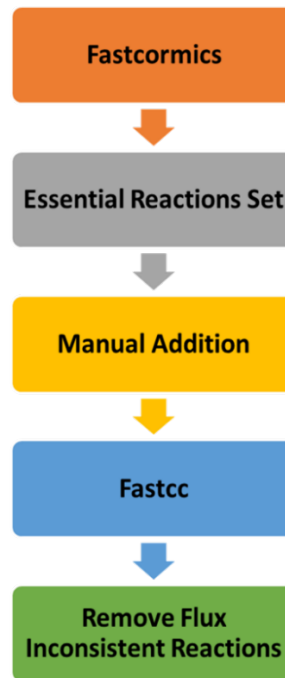 Fastcormics
Essential Reactions Set
Manual Addition
Fastcc
Remove Flux
Inconsistent Reactions